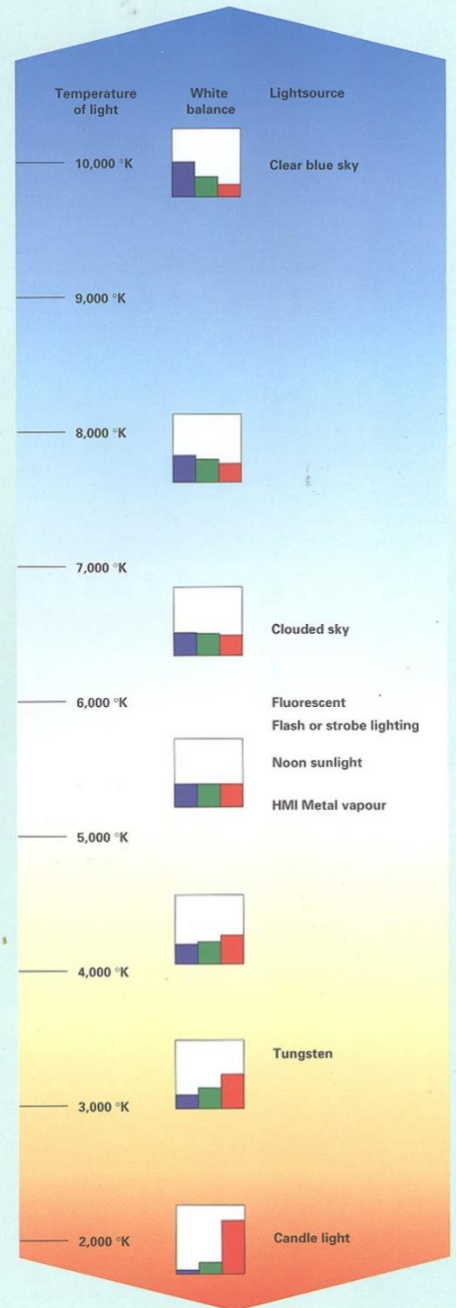 Temperature
of light
White
balance
Lightsource
10,000 °K
Clear blue sky
9,000 °K
8,000 °K
7,000 °K
Clouded sky
6,000 °K
Fluorescent
Flash or strobe lighting
Noon sunlight
HMI Metal vapour
5,000 °K
4,000 °K
Tungsten
3,000 °K
2,000 °K
Candle light